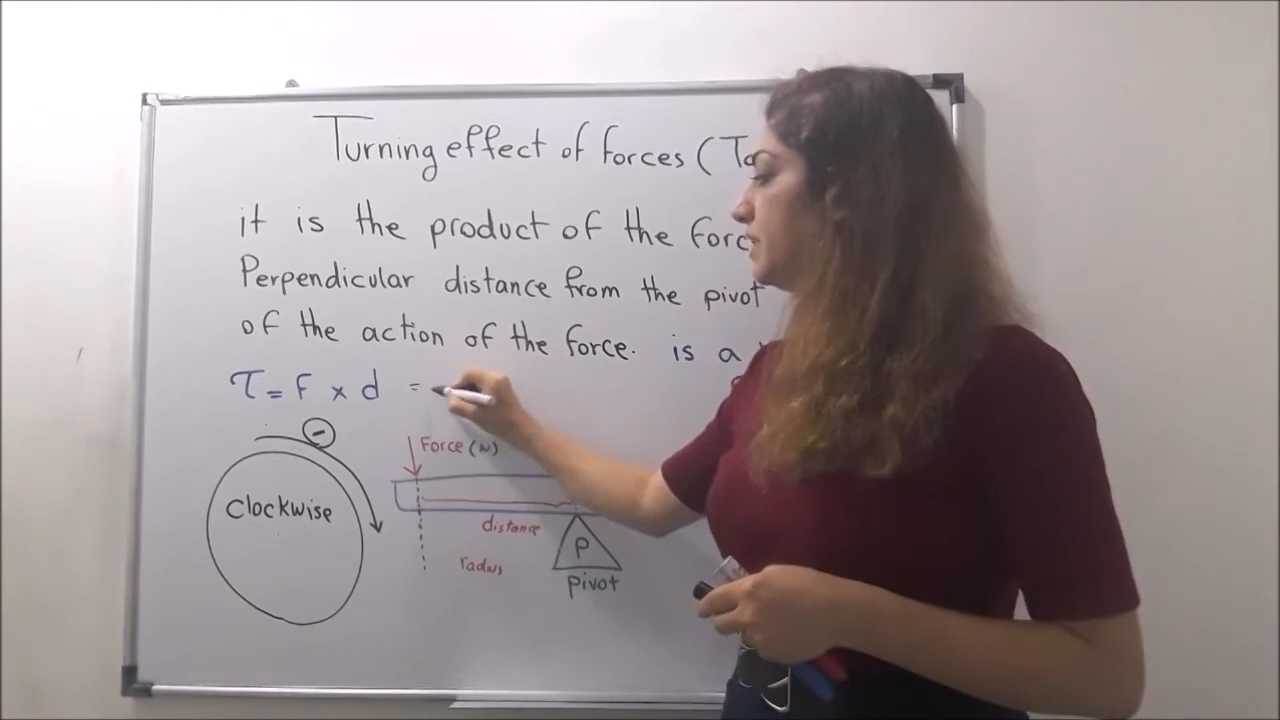 Turning effect of forces (To
it is the product of the forc
Perpendicular distance from the pivot
of the action of the force. is a
τ = F × d =
Force (N)
Clockwise
distance
P
radius
pivot